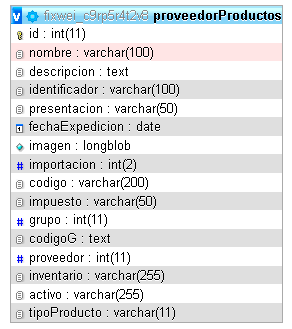 fixwei_c9rp5r4t2v8 proveedorProductos
id : int(11)
nombre : varchar(100)
descripcion : text
identificador : varchar(100)
presentacion : varchar(50)
fechaExpedicion : date
imagen : longblob
# importacion : int(2)
codigo : varchar(200)
impuesto : varchar(50)
# grupo : int(11)
codigoG : text
# proveedor : int(11)
inventario : varchar(255)
activo : varchar(255)
tipoProducto : varchar(11)